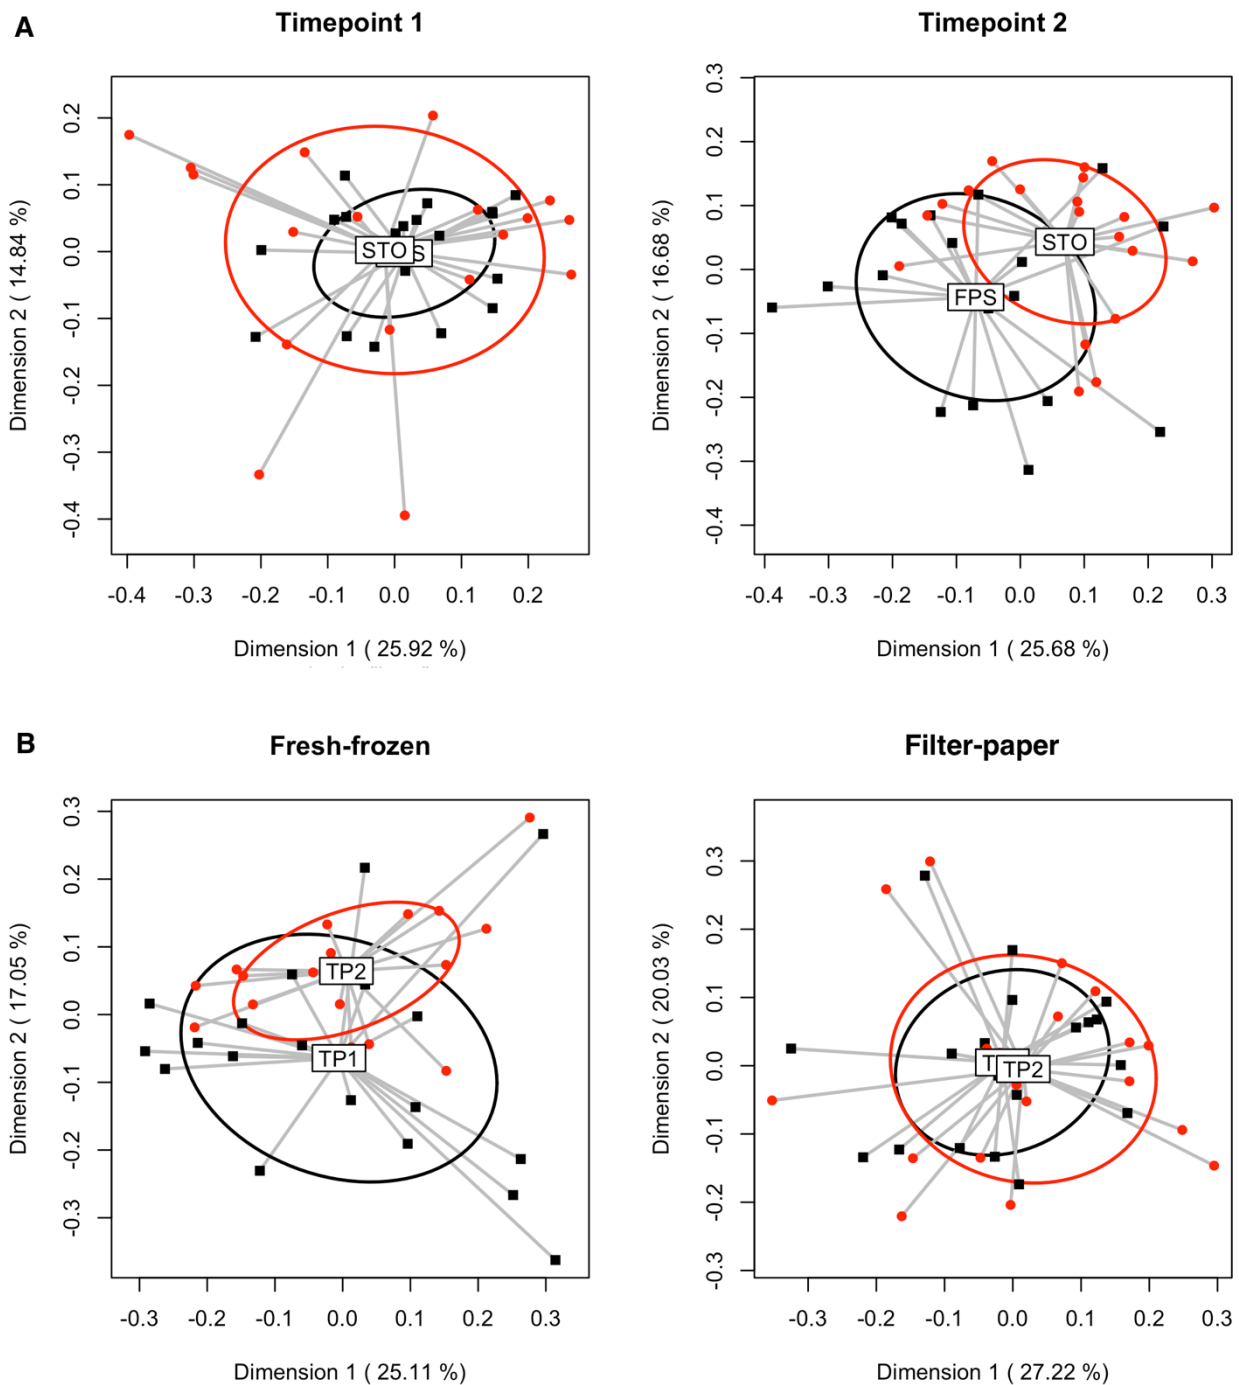 A
Timepoint 1
Timepoint 2
0.2
0.1
0.0
-0.1
-0.2
-0.3
-0.4
Dimension 2 ( 14.84 %)
STO
S
-0.4 -0.3 -0.2 -0.1 0.0 0.1 0.2
Dimension 1 ( 25.92 %)
0.3
0.2
0.1
0.0
-0.1
-0.2
-0.3
-0.4
Dimension 2 ( 16.68 %)
STO
FPS
-0.4 -0.3 -0.2 -0.1 0.0 0.1 0.2 0.3
Dimension 1 ( 25.68 %)
B
Fresh-frozen
Filter-paper
0.3
0.2
0.1
0.0
-0.1
-0.2
-0.3
Dimension 2 ( 17.05 %)
TP2
TP1
-0.3 -0.2 -0.1 0.0 0.1 0.2 0.3
Dimension 1 ( 25.11 %)
0.3
0.2
0.1
0.0
-0.1
-0.2
-0.3
Dimension 2 ( 20.03 %)
T
TP2
-0.3 -0.2 -0.1 0.0 0.1 0.2 0.3
Dimension 1 ( 27.22 %)